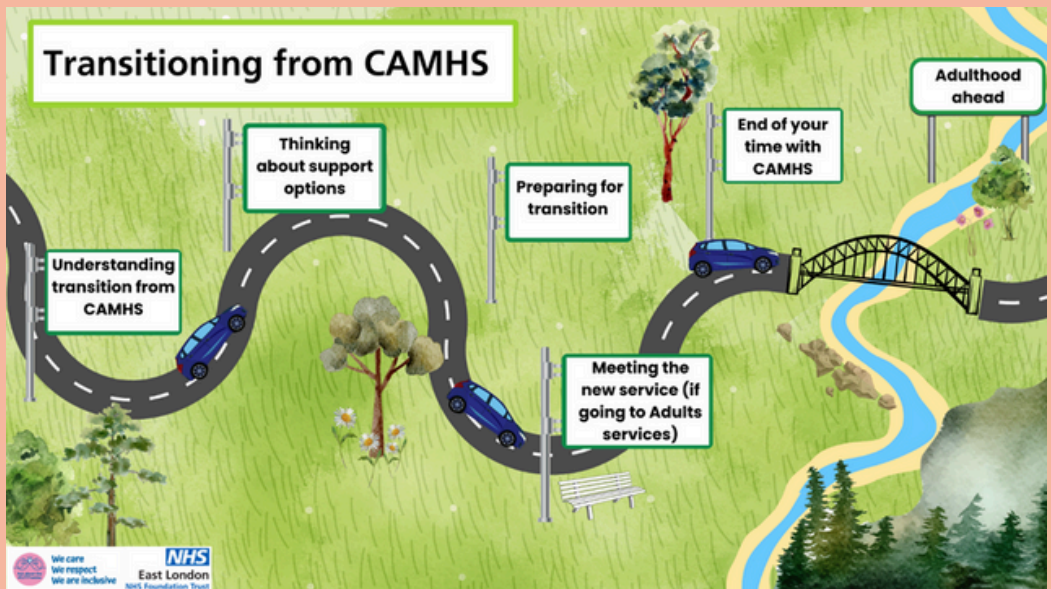 Transitioning from CAMHS
Adulthood
ahead
End of your
time with
CAMHS
Thinking
about support
options
Preparing for
transition
Understanding
transition from
CAMHS
Meeting the
new service (if
going to Adults
services)
We care
We respect
We are inclusive
NHS
East London
NHS Foundation Trust